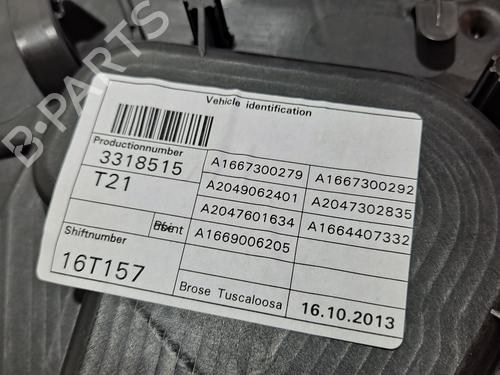 B-PARTS
Vehicle identification
Productionnumber
3318515
T21
Shiftnumber
16T157
A1667300279
A1667300292
A2049062401
A2047302835
A2047601634
A1664407332
A1669006205
Brose Tuscaloosa
16.10.2013